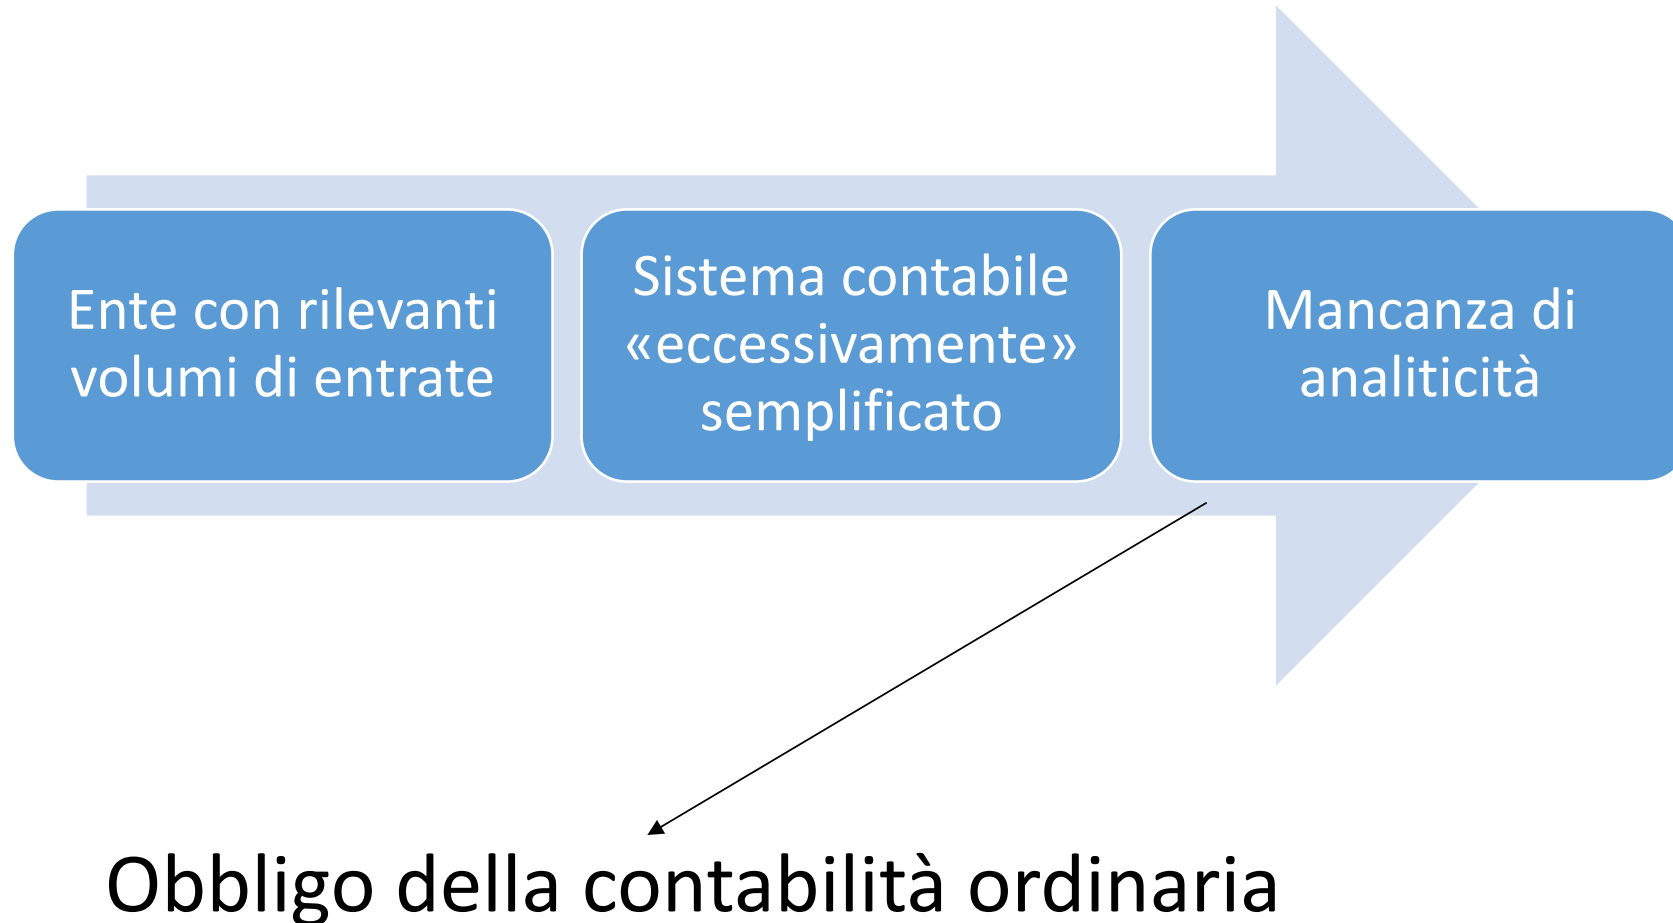 Ente con rilevanti
volumi di entrate
Sistema contabile
«eccessivamente»
semplificato
Mancanza di
analiticità
Obbligo della contabilità ordinaria